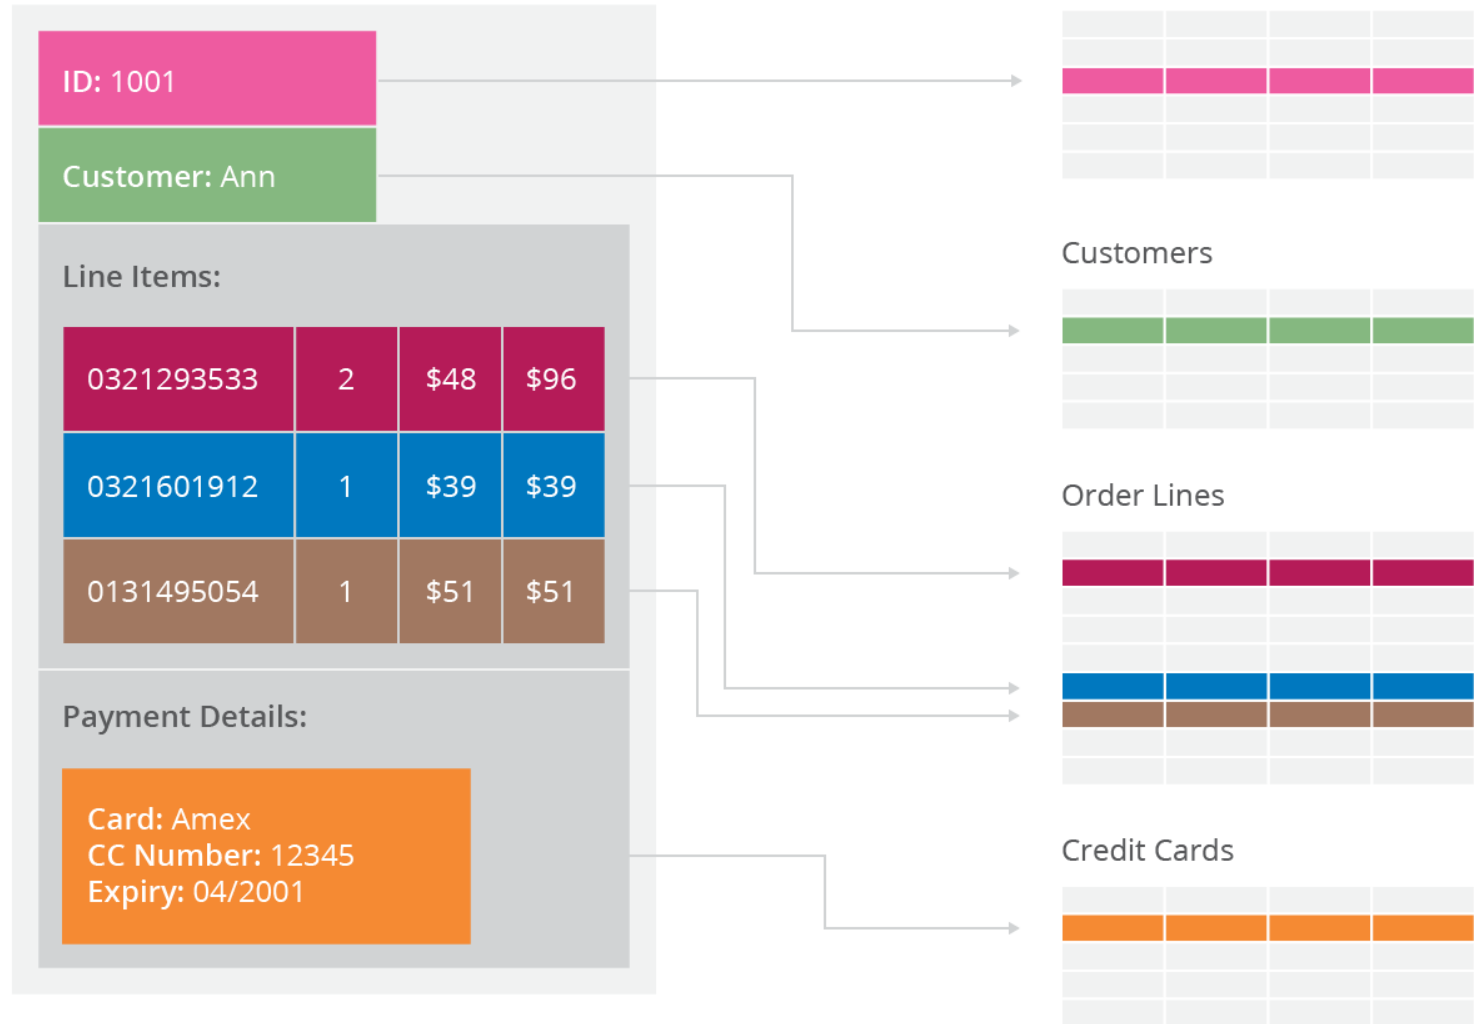 ID: 1001
Customer: Ann
Line Items:
0321293533 2 $48 $96
0321601912 1 $39 $39
0131495054 1 $51 $51
Payment Details:
Card: Amex
CC Number: 12345
Expiry: 04/2001
Customers
Order Lines
Credit Cards